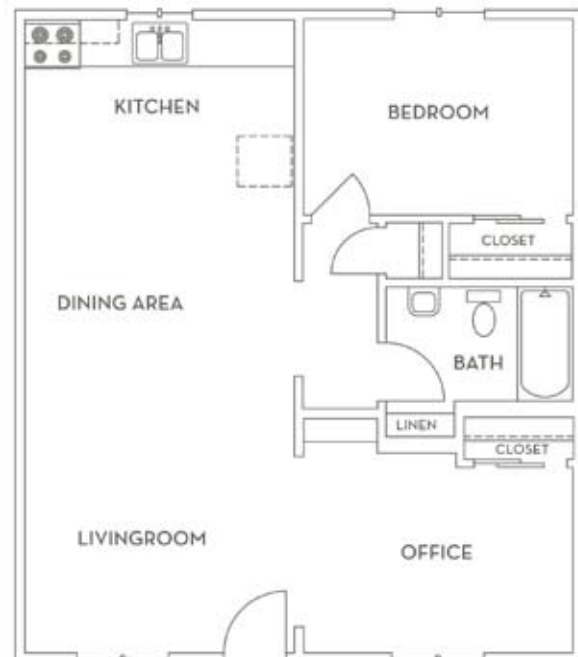 KITCHEN
BEDROOM
CLOSET
DINING AREA
BATH
LINEN
CLOSET
LIVINGROOM
OFFICE